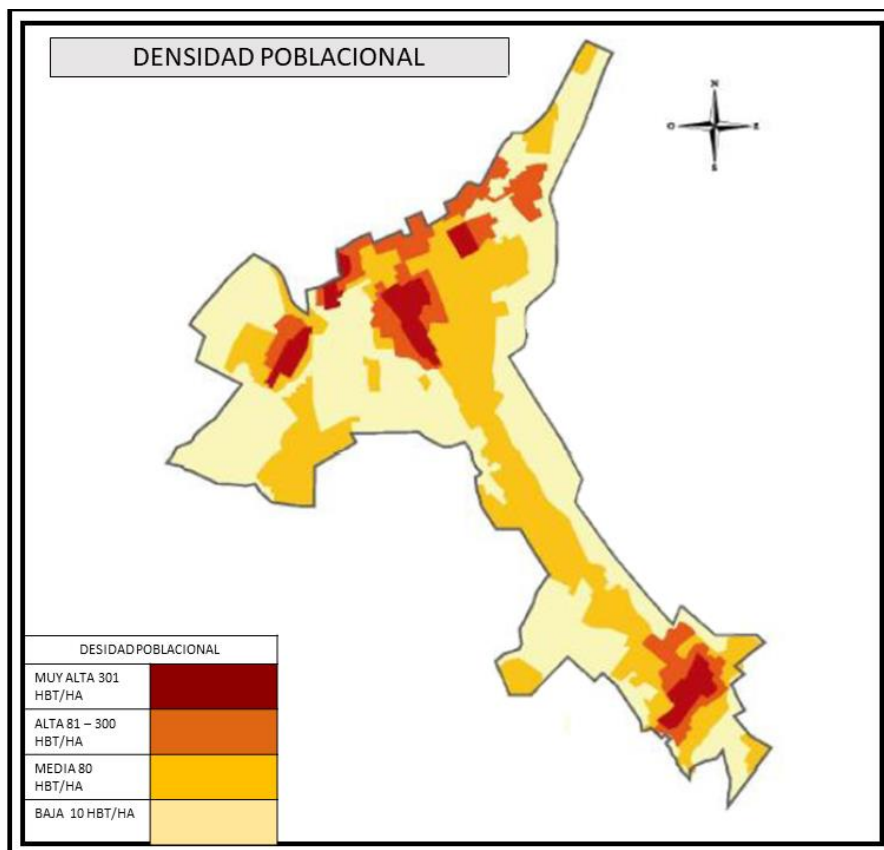 DENSIDAD POBLACIONAL
N
O E
S
DESIDAD POBLACIONAL
MUY ALTA 301
HBT/HA
ALTA 81 – 300
HBT/HA
MEDIA 80
HBT/HA
BAJA 10 HBT/HA